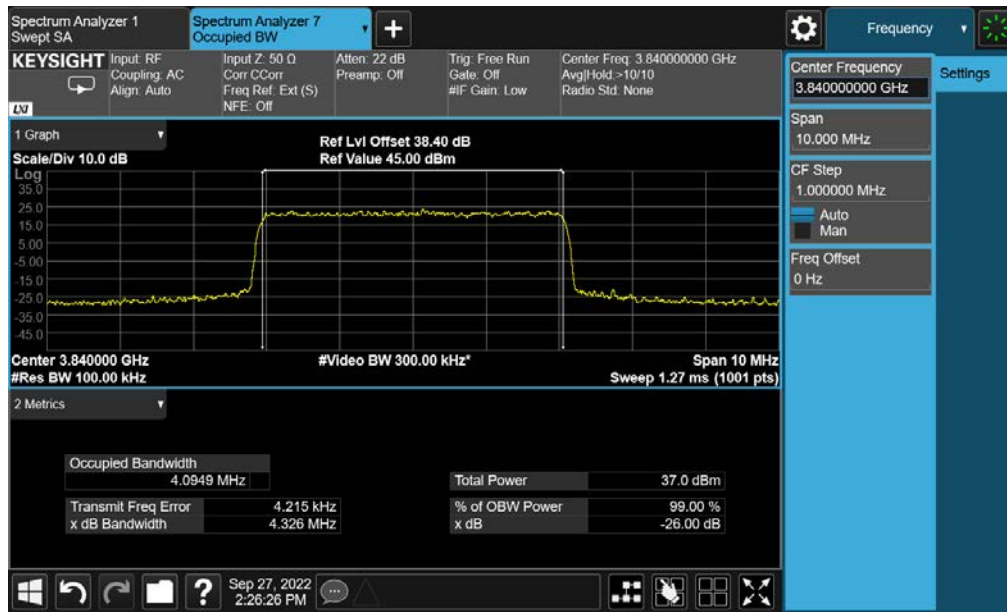 Spectrum Analyzer 1
Swept SA
Spectrum Analyzer 7
Occupied BW
+
Frequency
KEYSIGHT
LXI
Input: RF
Coupling: AC
Align: Auto
Input Z: 50 Ω
Corr CCorr
Freq Ref: Ext (S)
NFE: Off
Atten: 22 dB
Preamp: Off
Trig: Free Run
Gate: Off
#IF Gain: Low
Center Freq: 3.840000000 GHz
Avg|Hold:>10/10
Radio Std: None
Center Frequency
3.840000000 GHz
Settings
Span
10.000 MHz
CF Step
1.000000 MHz
Auto
Man
Freq Offset
0 Hz
1 Graph
Scale/Div 10.0 dB
Ref Lvl Offset 38.40 dB
Ref Value 45.00 dBm
Log
35.0
25.0
15.0
5.00
-5.00
-15.0
-25.0
-35.0
-45.0
Center 3.840000 GHz
#Video BW 300.00 kHz*
Span 10 MHz
#Res BW 100.00 kHz
Sweep 1.27 ms (1001 pts)
2 Metrics
Occupied Bandwidth
4.0949 MHz
Total Power 37.0 dBm
Transmit Freq Error 4.215 kHz
% of OBW Power 99.00 %
x dB Bandwidth 4.326 MHz
x dB -26.00 dB
?
Sep 27, 2022
2:26:26 PM